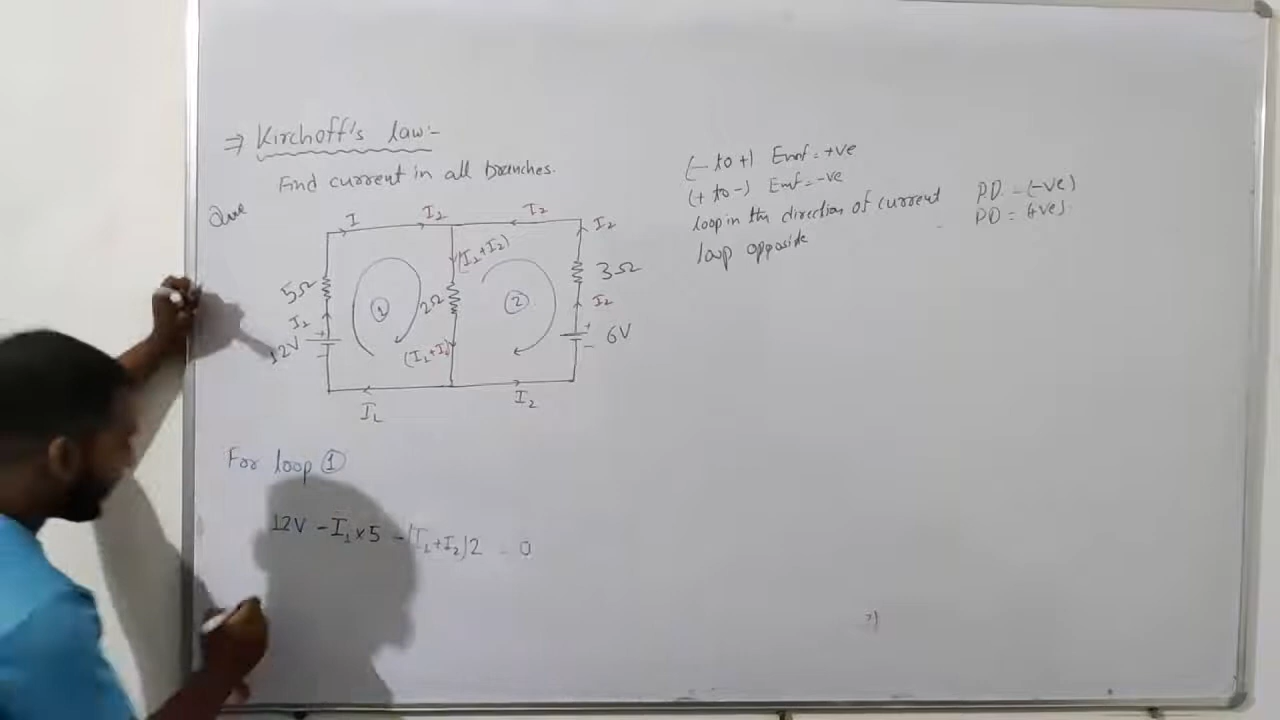 ⇒ Kirchoff's law:-
Find current in all branches.
Que
I I₂ I₂ I₂
(I₁+I₂)
5Ω 1 2Ω 2 3Ω
I₂ I₂
12V + + - 6V
(I₁+I₂)
I₁ I₂
For loop 1
12V - I₁ × 5 - (I₁+I₂)2 = 0
(- to +) Emf = +ve
(+ to -) Emf = -ve
loop in the direction of current PD = (-ve)
loop opposide PD = (+ve)